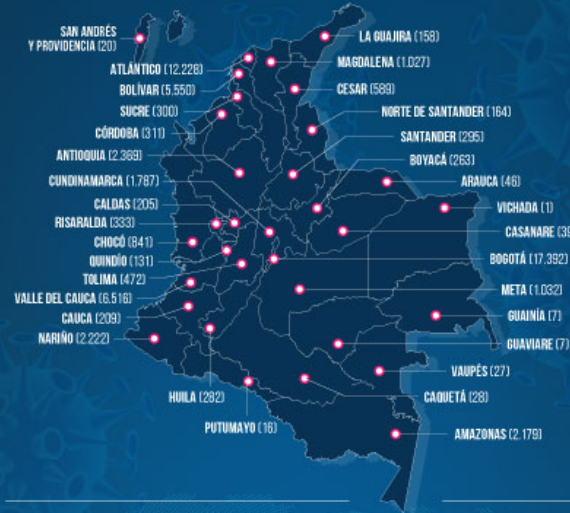 SAN ANDRÉS
Y PROVIDENCIA (20)
ATLÁNTICO (12.228)
BOLÍVAR (5.550)
SUCRE (300)
CÓRDOBA (311)
ANTIOQUIA (2.369)
CUNDINAMARCA (1.787)
CALDAS (205)
RISARALDA (333)
CHOCÓ (841)
QUINDÍO (131)
TOLIMA (472)
VALLE DEL CAUCA (6.516)
CAUCA (209)
NARIÑO (2.222)
HUILA (282)
PUTUMAYO (16)
LA GUAJIRA (158)
MAGDALENA (1.027)
CESAR (589)
NORTE DE SANTANDER (164)
SANTANDER (295)
BOYACÁ (263)
ARAUCA (46)
VICHADA (1)
CASANARE (39
BOGOTÁ (17.392)
META (1.032)
GUAINÍA (7)
GUAVIARE (7)
VAUPÉS (27)
CAQUETÁ (28)
AMAZONAS (2.179)